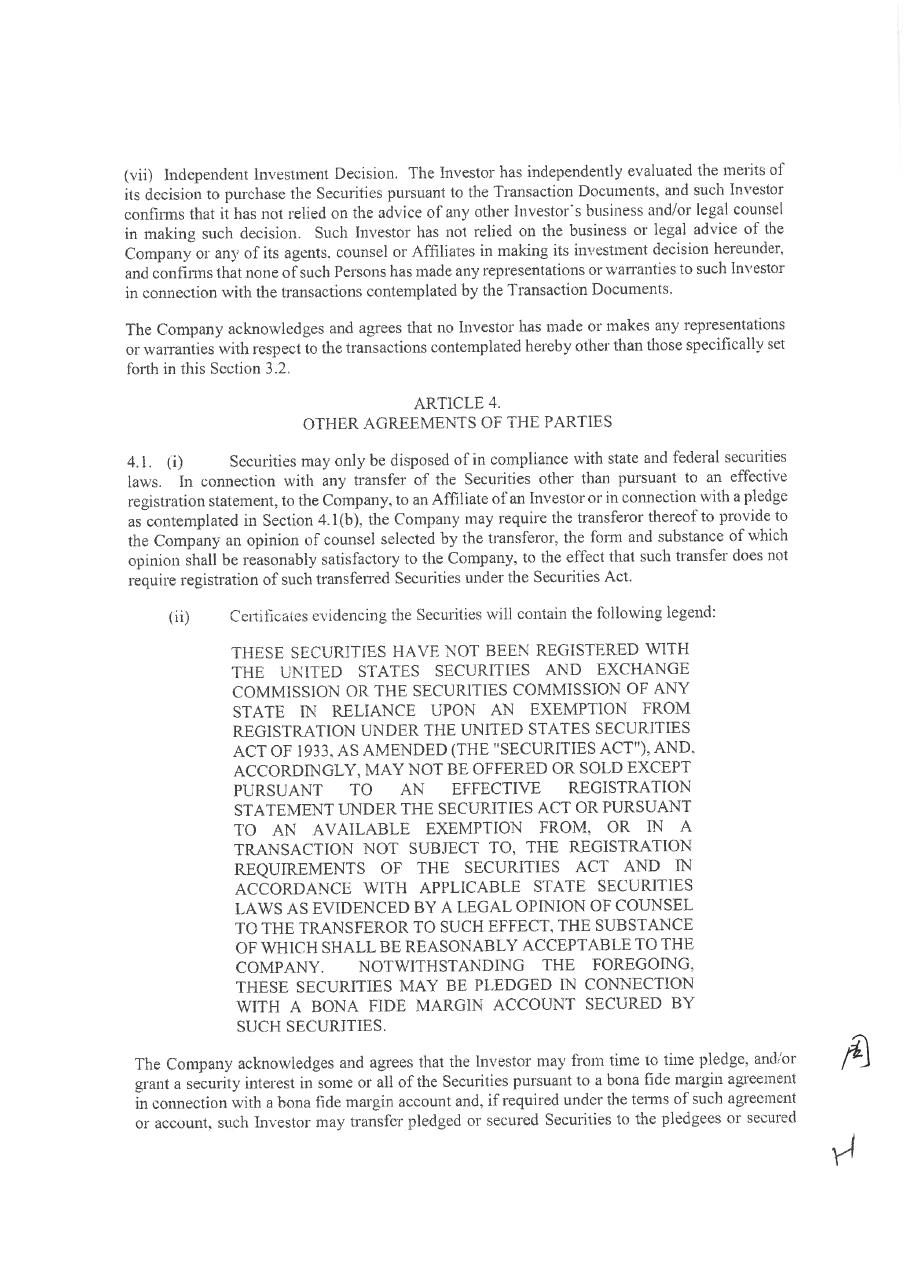 (vii) Independent Investment Decision. The Investor has independently evaluated the merits of
its decision to purchase the Securities pursuant to the Transaction Documents, and such Investor
confirms that it has not relied on the advice of any other Investor's business and/or legal counsel
in making such decision. Such Investor has not relied on the business or legal advice of the
Company or any of its agents, counsel or Affiliates in making its investment decision hereunder,
and confirms that none of such Persons has made any representations or warranties to such Investor
in connection with the transactions contemplated by the Transaction Documents.
The Company acknowledges and agrees that no Investor has made or makes any representations
or warranties with respect to the transactions contemplated hereby other than those specifically set
forth in this Section 3.2.
ARTICLE 4.
OTHER AGREEMENTS OF THE PARTIES
4.1. (i) Securities may only be disposed of in compliance with state and federal securities
laws. In connection with any transfer of the Securities other than pursuant to an effective
registration statement, to the Company, to an Affiliate of an Investor or in connection with a pledge
as contemplated in Section 4.1(b), the Company may require the transferor thereof to provide to
the Company an opinion of counsel selected by the transferor, the form and substance of which
opinion shall be reasonably satisfactory to the Company, to the effect that such transfer does not
require registration of such transferred Securities under the Securities Act.
(ii) Certificates evidencing the Securities will contain the following legend:
THESE SECURITIES HAVE NOT BEEN REGISTERED WITH
THE UNITED STATES SECURITIES AND EXCHANGE
COMMISSION OR THE SECURITIES COMMISSION OF ANY
STATE IN RELIANCE UPON AN EXEMPTION FROM
REGISTRATION UNDER THE UNITED STATES SECURITIES
ACT OF 1933, AS AMENDED (THE "SECURITIES ACT"), AND,
ACCORDINGLY, MAY NOT BE OFFERED OR SOLD EXCEPT
PURSUANT TO AN EFFECTIVE REGISTRATION
STATEMENT UNDER THE SECURITIES ACT OR PURSUANT
TO AN AVAILABLE EXEMPTION FROM, OR IN A
TRANSACTION NOT SUBJECT TO, THE REGISTRATION
REQUIREMENTS OF THE SECURITIES ACT AND IN
ACCORDANCE WITH APPLICABLE STATE SECURITIES
LAWS AS EVIDENCED BY A LEGAL OPINION OF COUNSEL
TO THE TRANSFEROR TO SUCH EFFECT, THE SUBSTANCE
OF WHICH SHALL BE REASONABLY ACCEPTABLE TO THE
COMPANY. NOTWITHSTANDING THE FOREGOING,
THESE SECURITIES MAY BE PLEDGED IN CONNECTION
WITH A BONA FIDE MARGIN ACCOUNT SECURED BY
SUCH SECURITIES.
The Company acknowledges and agrees that the Investor may from time to time pledge, and/or
grant a security interest in some or all of the Securities pursuant to a bona fide margin agreement
in connection with a bona fide margin account and, if required under the terms of such agreement
or account, such Investor may transfer pledged or secured Securities to the pledgees or secured